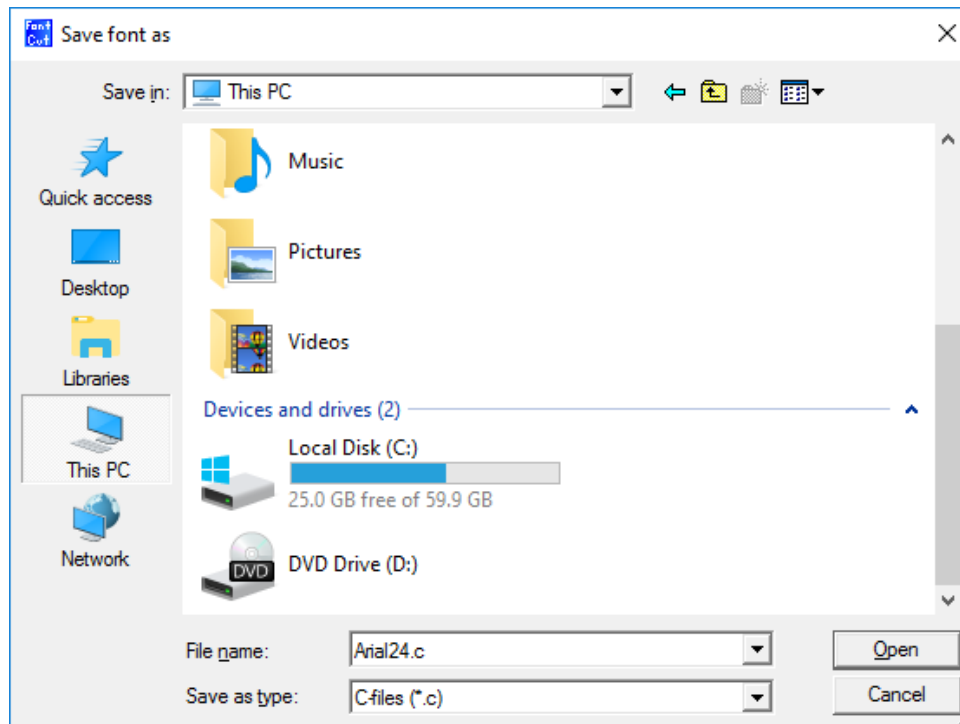 Font
Cut
Save font as
Save in:
This PC
Quick access
Desktop
Libraries
This PC
Network
Music
Pictures
Videos
Devices and drives (2)
Local Disk (C:)
25.0 GB free of 59.9 GB
DVD
DVD Drive (D:)
File name:
Arial24.c
Open
Save as type:
C-files (*.c)
Cancel